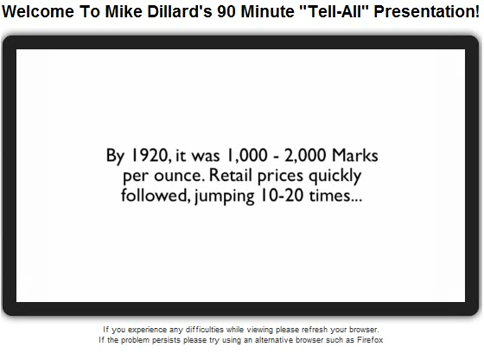 Welcome To Mike Dillard's 90 Minute "Tell-All" Presentation!
By 1920, it was 1,000 - 2,000 Marks
per ounce. Retail prices quickly
followed, jumping 10-20 times...
If you experience any difficulties while viewing please refresh your browser.
If the problem persists please try using an alternative browser such as Firefox